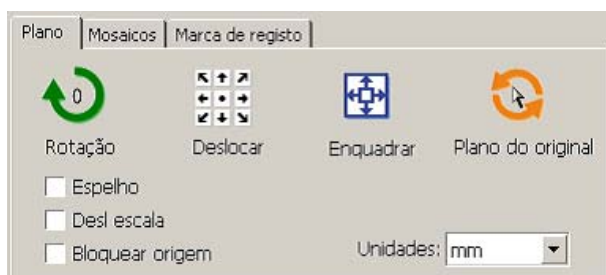 Plano Mosaicos Marca de registo
0
Rotação Deslocar Enquadrar Plano do original
Espelho
Desl escala
Bloquear origem Unidades: mm